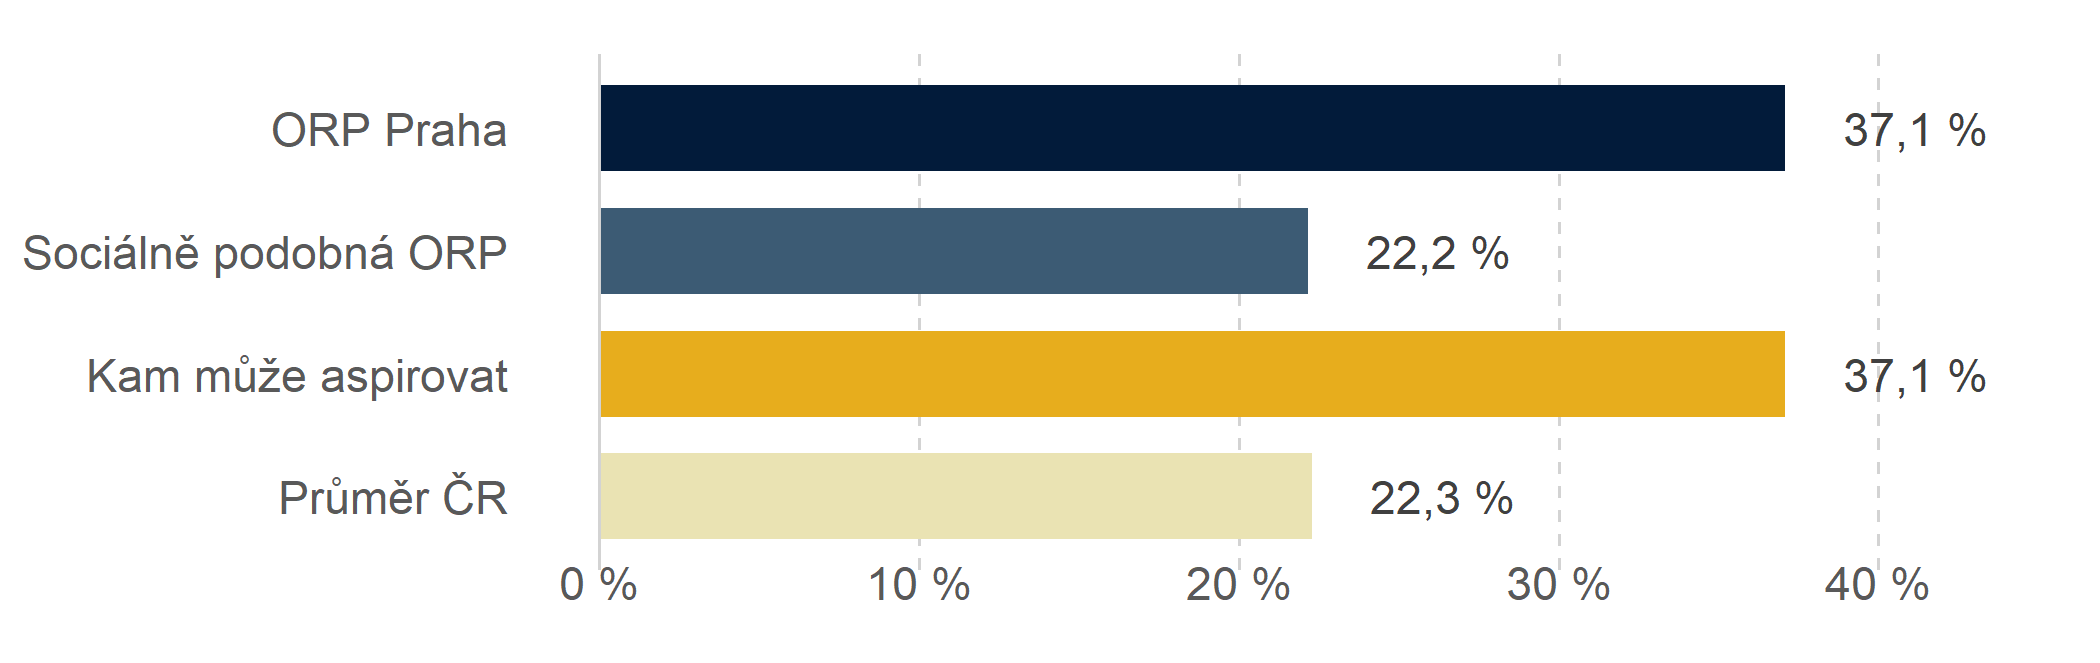 ORP Praha 37,1 %
Sociálně podobná ORP 22,2 %
Kam může aspirovat 37,1 %
Průměr ČR 22,3 %
0 % 10 % 20 % 30 % 40 %